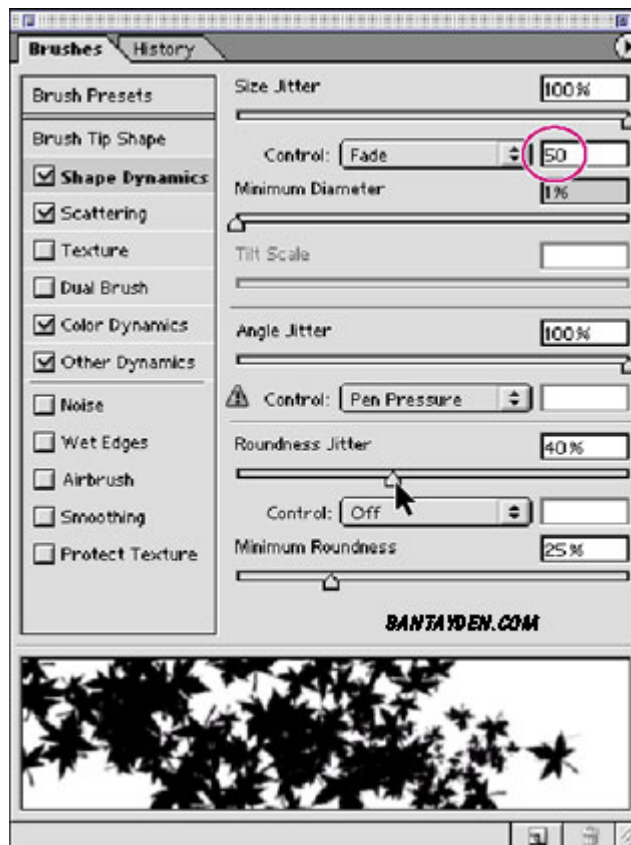 Brushes
History
Brush Presets
Brush Tip Shape
Shape Dynamics
Scattering
Texture
Dual Brush
Color Dynamics
Other Dynamics
Noise
Wet Edges
Airbrush
Smoothing
Protect Texture
Size Jitter 100%
Control: Fade 50
Minimum Diameter 1%
Tilt Scale
Angle Jitter 100%
Control: Pen Pressure
Roundness Jitter 40%
Control: Off
Minimum Roundness 25%
BANTAYDEN.COM